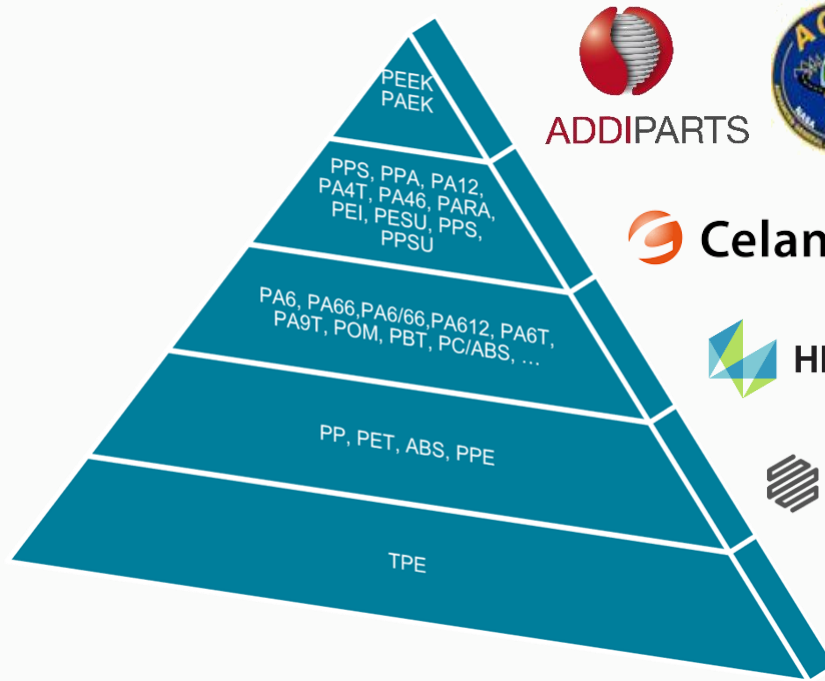 PEEK
PAEK
ADDIPARTS
PPS, PPA, PA12,
PA4T, PA46, PARA,
PEI, PESU, PPS,
PPSU
Celan
PA6, PA66,PA6/66,PA612, PA6T,
PA9T, POM, PBT, PC/ABS, ...
PP, PET, ABS, PPE
TPE